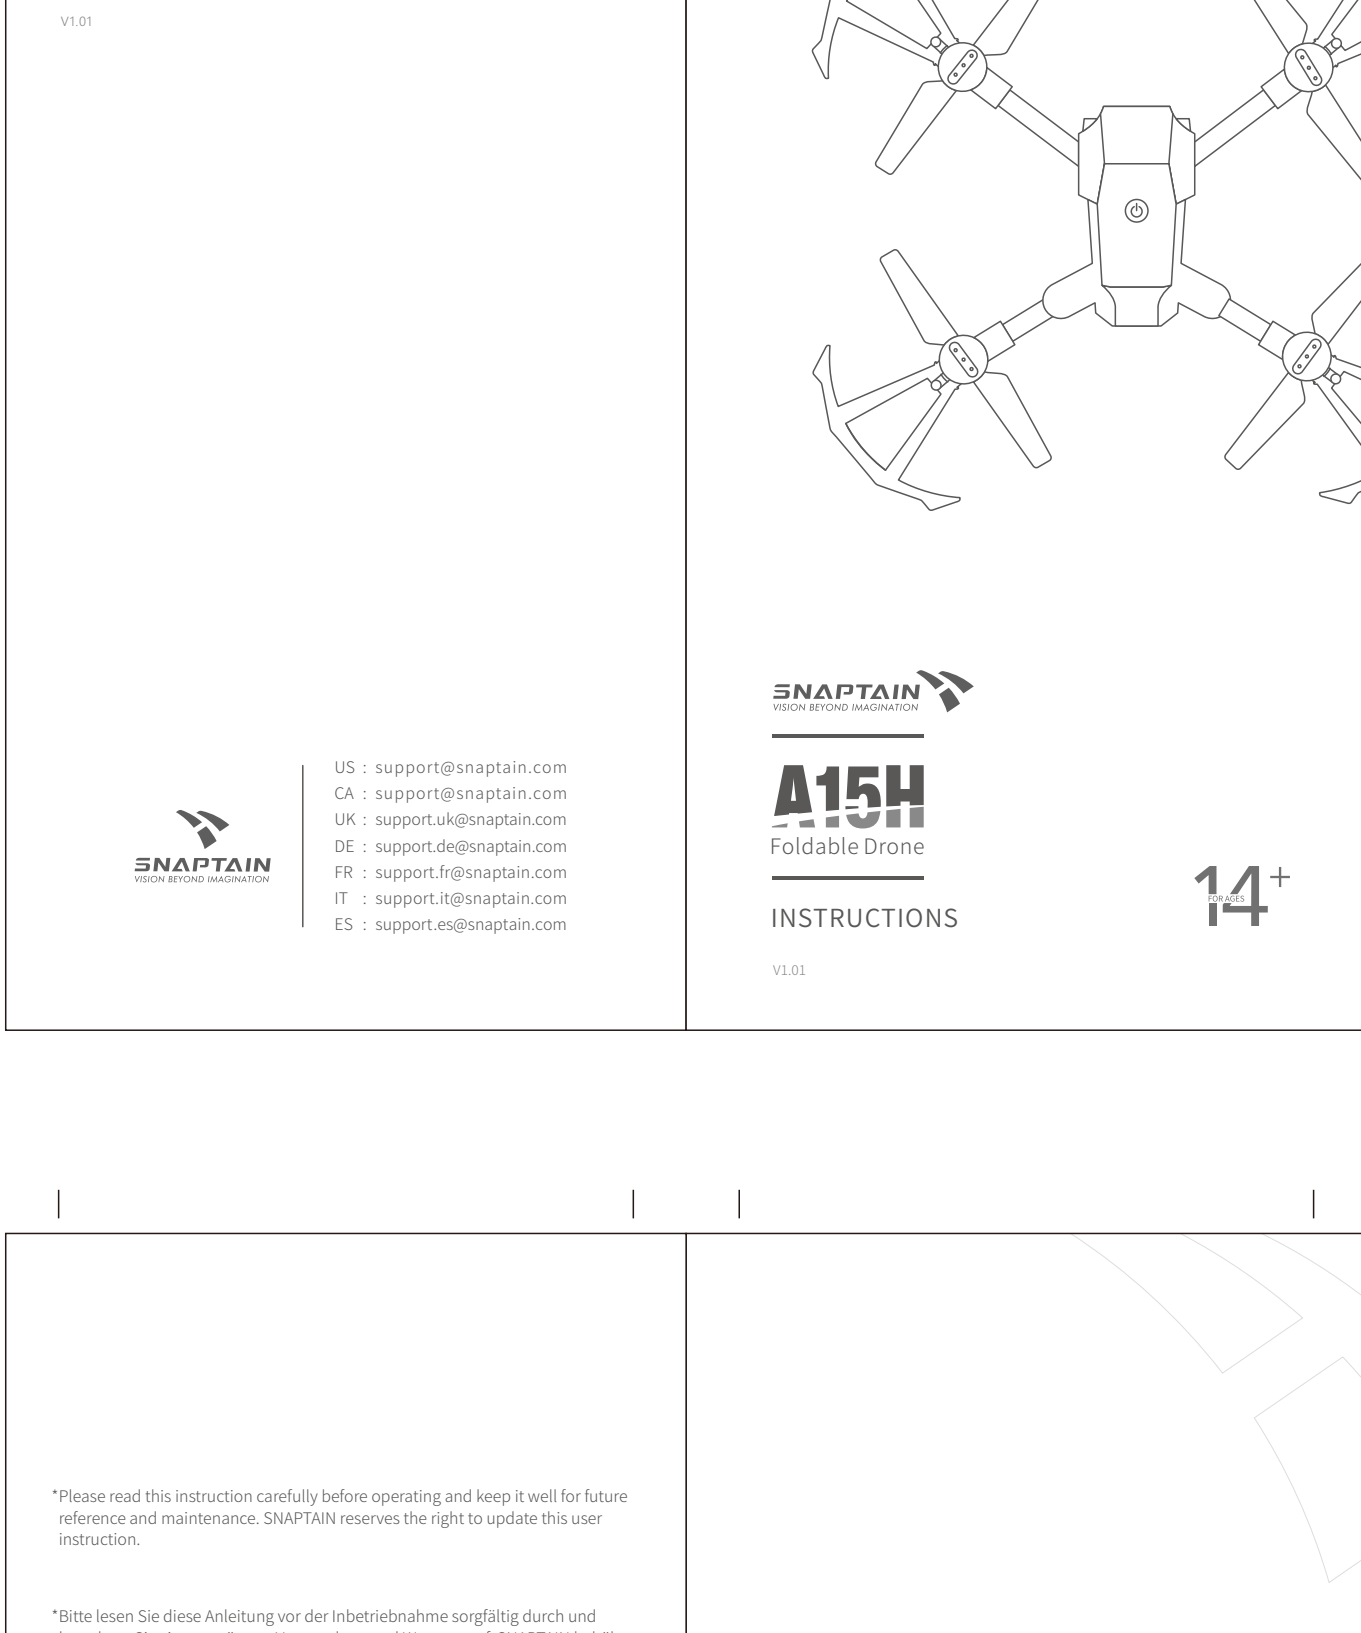 V1.01
SNAPTAIN
VISION BEYOND IMAGINATION
US : support@snaptain.com
CA : support@snaptain.com
UK : support.uk@snaptain.com
DE : support.de@snaptain.com
FR : support.fr@snaptain.com
IT : support.it@snaptain.com
ES : support.es@snaptain.com
SNAPTAIN
VISION BEYOND IMAGINATION
A15H
Foldable Drone
INSTRUCTIONS
V1.01
14+
FOR AGES
*Please read this instruction carefully before operating and keep it well for future
reference and maintenance. SNAPTAIN reserves the right to update this user
instruction.
*Bitte lesen Sie diese Anleitung vor der Inbetriebnahme sorgfältig durch und